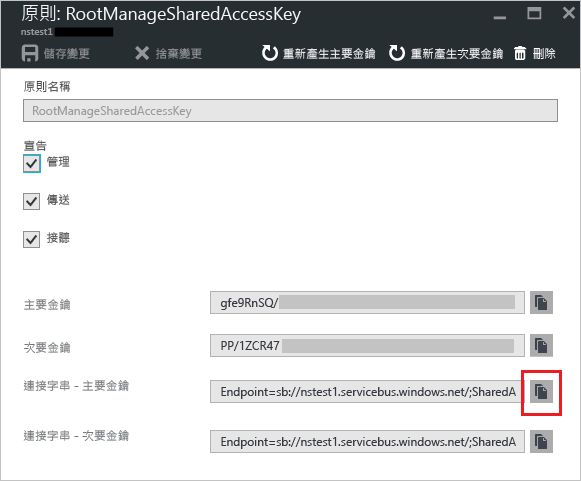 原則: RootManageSharedAccessKey
nstest1
儲存變更 捨棄變更 重新產生主要金鑰 重新產生次要金鑰 刪除
原則名稱
RootManageSharedAccessKey
宣告
管理
傳送
接聽
主要金鑰 gfe9RnSQ/
次要金鑰 PP/1ZCR47
連接字串 - 主要金鑰 Endpoint=sb://nstest1.servicebus.windows.net/;SharedA
連接字串 - 次要金鑰 Endpoint=sb://nstest1.servicebus.windows.net/;SharedA